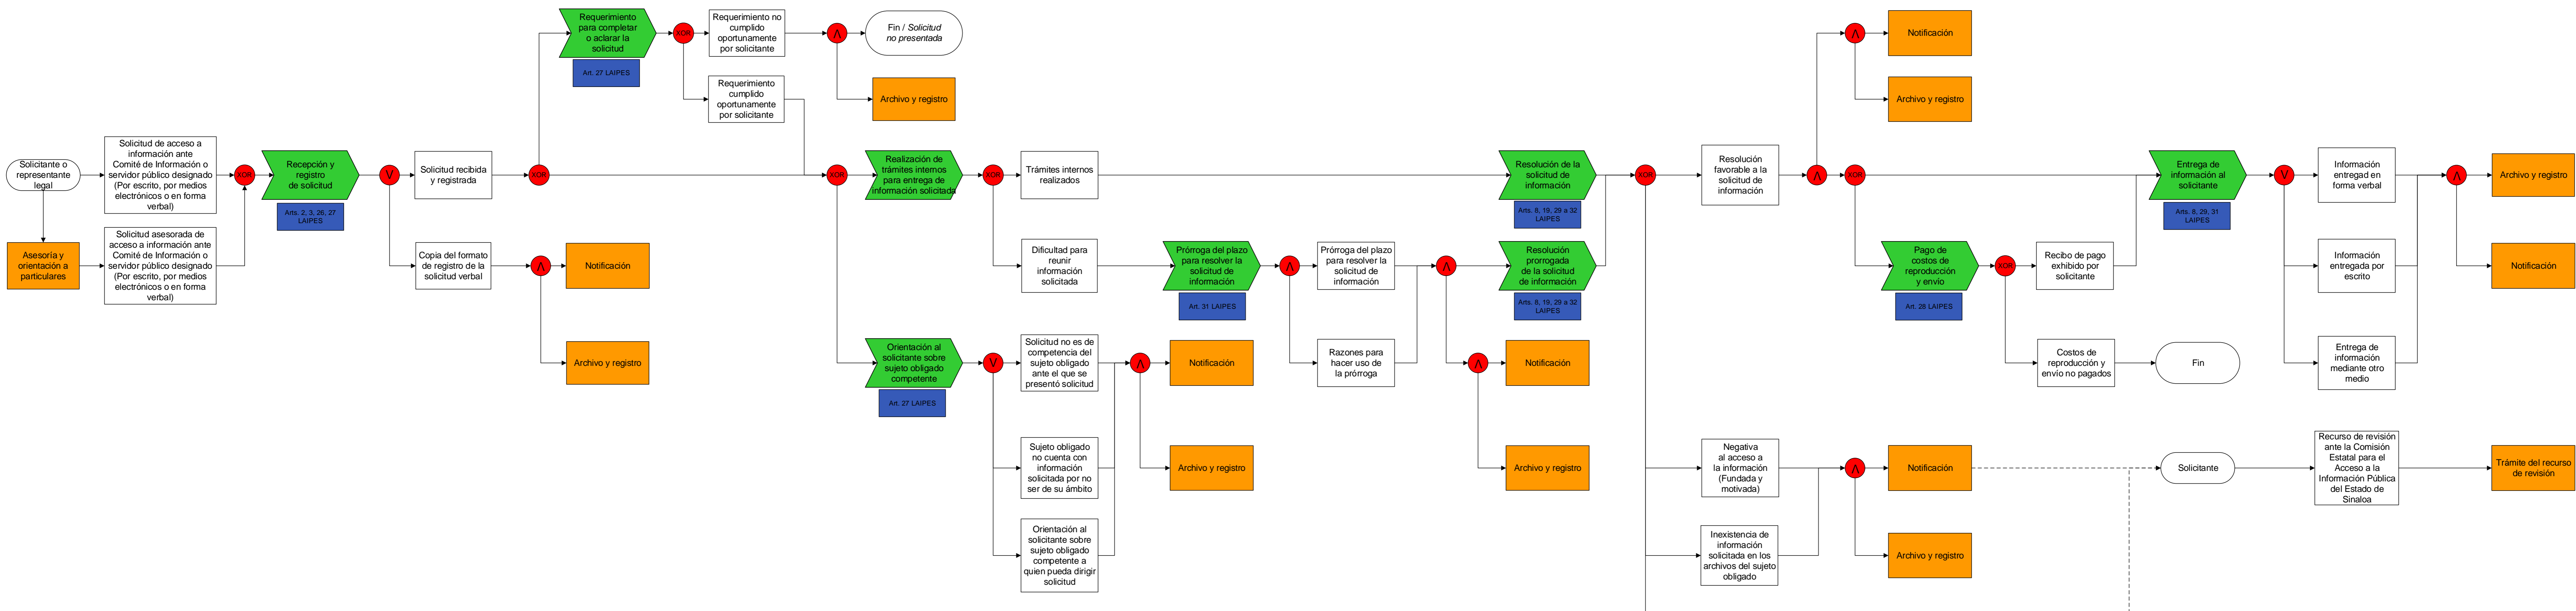 Solicitante o
representante
legal
Asesoría y
orientación a
particulares
Solicitud de acceso a
información ante
Comité de Información o
servidor público designado
(Por escrito, por medios
electrónicos o en forma
verbal)
Solicitud asesorada de
acceso a información ante
Comité de Información o
servidor público designado
(Por escrito, por medios
electrónicos o en forma
verbal)
XOR
Recepción y
registro
de solicitud
Arts. 2, 3, 26, 27
LAIPES
V
Solicitud recibida
y registrada
Copia del formato
de registro de la
solicitud verbal
Λ
Notificación
Archivo y registro
XOR
Requerimiento
para completar
o aclarar la
solicitud
Art. 27 LAIPES
XOR
Requerimiento no
cumplido
oportunamente
por solicitante
Requerimiento
cumplido
oportunamente
por solicitante
Λ
Fin / Solicitud
no presentada
Archivo y registro
XOR
Realización de
trámites internos
para entrega de
información solicitada
XOR
Trámites internos
realizados
Dificultad para
reunir
información
solicitada
Orientación al
solicitante sobre
sujeto obligado
competente
Art. 27 LAIPES
V
Solicitud no es de
competencia del
sujeto obligado
ante el que se
presentó solicitud
Sujeto obligado
no cuenta con
información
solicitada por no
ser de su ámbito
Orientación al
solicitante sobre
sujeto obligado
competente a
quien pueda dirigir
solicitud
Λ
Notificación
Archivo y registro
Prórroga del plazo
para resolver la
solicitud de
información
Art. 31 LAIPES
Λ
Prórroga del plazo
para resolver la
solicitud de
información
Razones para
hacer uso de
la prórroga
Λ
Resolución de la
solicitud de
información
Arts. 8, 19, 29 a 32
LAIPES
Resolución
prorrogada
de la solicitud
de información
Arts. 8, 19, 29 a 32
LAIPES
Λ
Notificación
Archivo y registro
XOR
Resolución
favorable a la
solicitud de
información
Λ
Λ
Notificación
Archivo y registro
XOR
Pago de
costos de
reproducción
y envío
Art. 28 LAIPES
XOR
Recibo de pago
exhibido por
solicitante
Costos de
reproducción y
envío no pagados
Fin
Entrega de
información al
solicitante
Arts. 8, 29, 31
LAIPES
V
Información
entregad en
forma verbal
Información
entregada por
escrito
Entrega de
información
mediante otro
medio
Λ
Archivo y registro
Notificación
Negativa
al acceso a
la información
(Fundada y
motivada)
Inexistencia de
información
solicitada en los
archivos del sujeto
obligado
Λ
Notificación
Archivo y registro
Solicitante
Recurso de revisión
ante la Comisión
Estatal para el
Acceso a la
Información Pública
del Estado de
Sinaloa
Trámite del recurso
de revisión